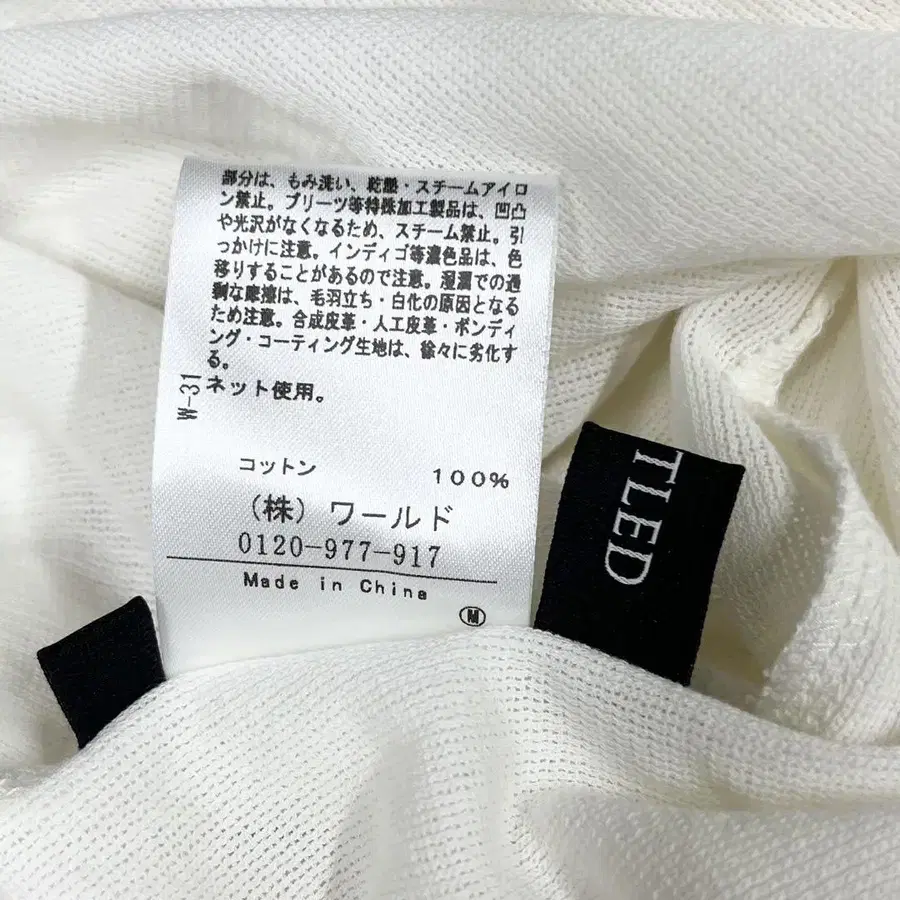 部分は、もみ洗い、乾燥・スチームアイロ
ン禁止。プリーツ等特殊加工製品は、凹凸
や光沢がなくなるため、スチーム禁止。引
っかけに注意。インディゴ等濃色品は、色
移りすることがあるので注意。湿潤での過
剰な摩擦は、毛羽立ち・白化の原因となる
ため注意。合成皮革・人工皮革・ボンディ
ング・コーティング生地は、徐々に劣化す
る。
ネット使用。
W-31
コットン 100%
(株) ワールド
0120-977-917
Made in China
M
TLED